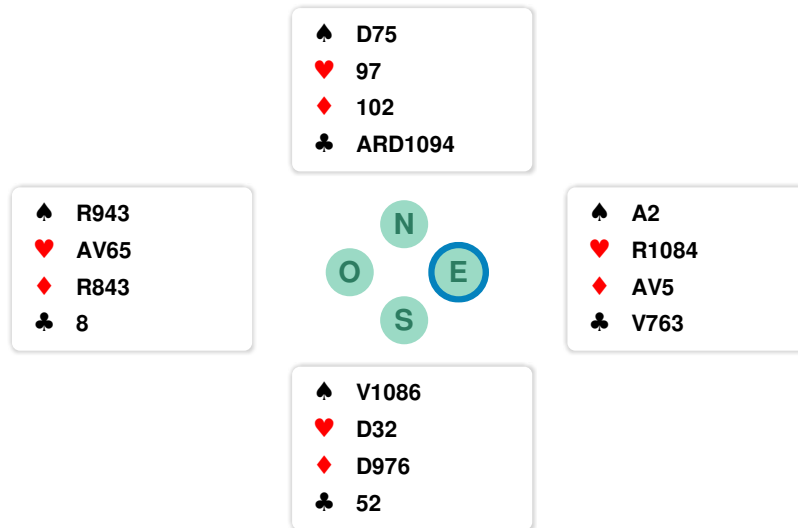 ♠ D75
♥ 97
♦ 102
♣ ARD1094
♠ R943
♥ AV65
♦ R843
♣ 8
N
O
E
S
♠ A2
♥ R1084
♦ AV5
♣ V763
♠ V1086
♥ D32
♦ D976
♣ 52